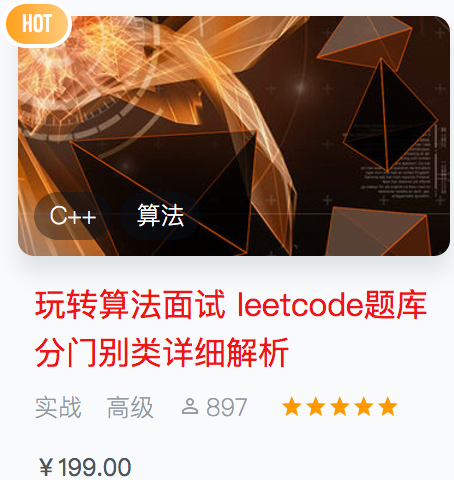 HOT
C++ 算法
玩转算法面试 leetcode题库
分门别类详细解析
实战 高级 897
¥199.00